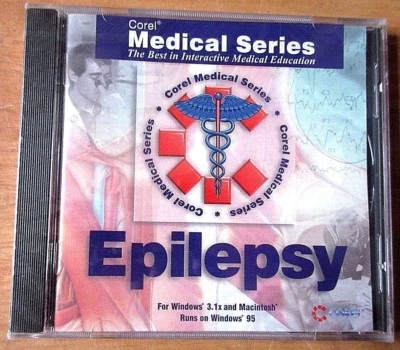 Corel®
Medical Series
The Best in Interactive Medical Education
Corel Medical Series
* Corel Medical Series
* Corel Medical Series
Epilepsy
For Windows® 3.1x and Macintosh®
Runs on Windows® 95